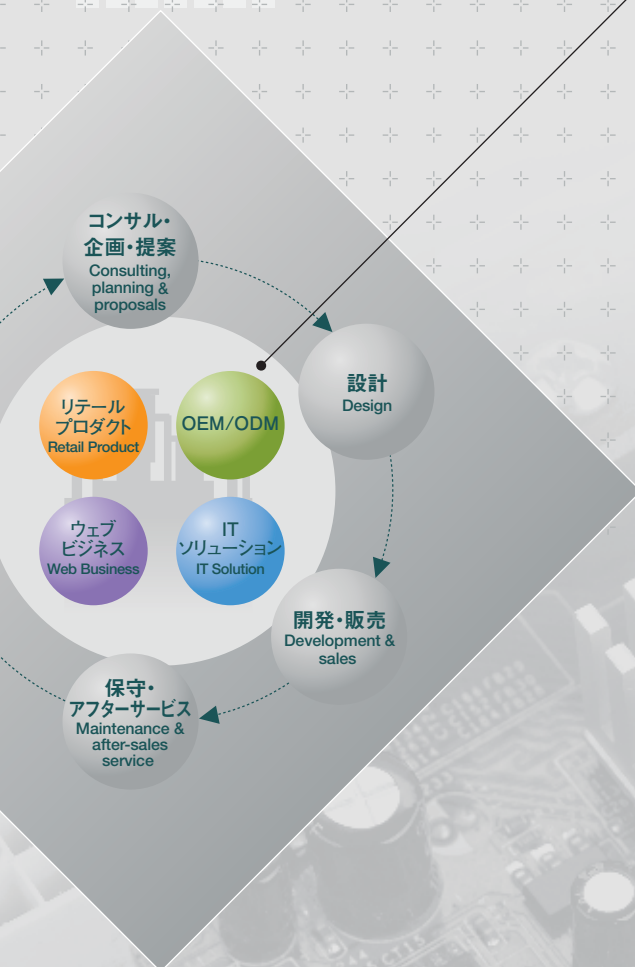 コンサル・
企画・提案
Consulting,
planning &
proposals
設計
Design
リテール
プロダクト
Retail Product
OEM/ODM
ウェブ
ビジネス
Web Business
IT
ソリューション
IT Solution
開発・販売
Development &
sales
保守・
アフターサービス
Maintenance &
after-sales
service